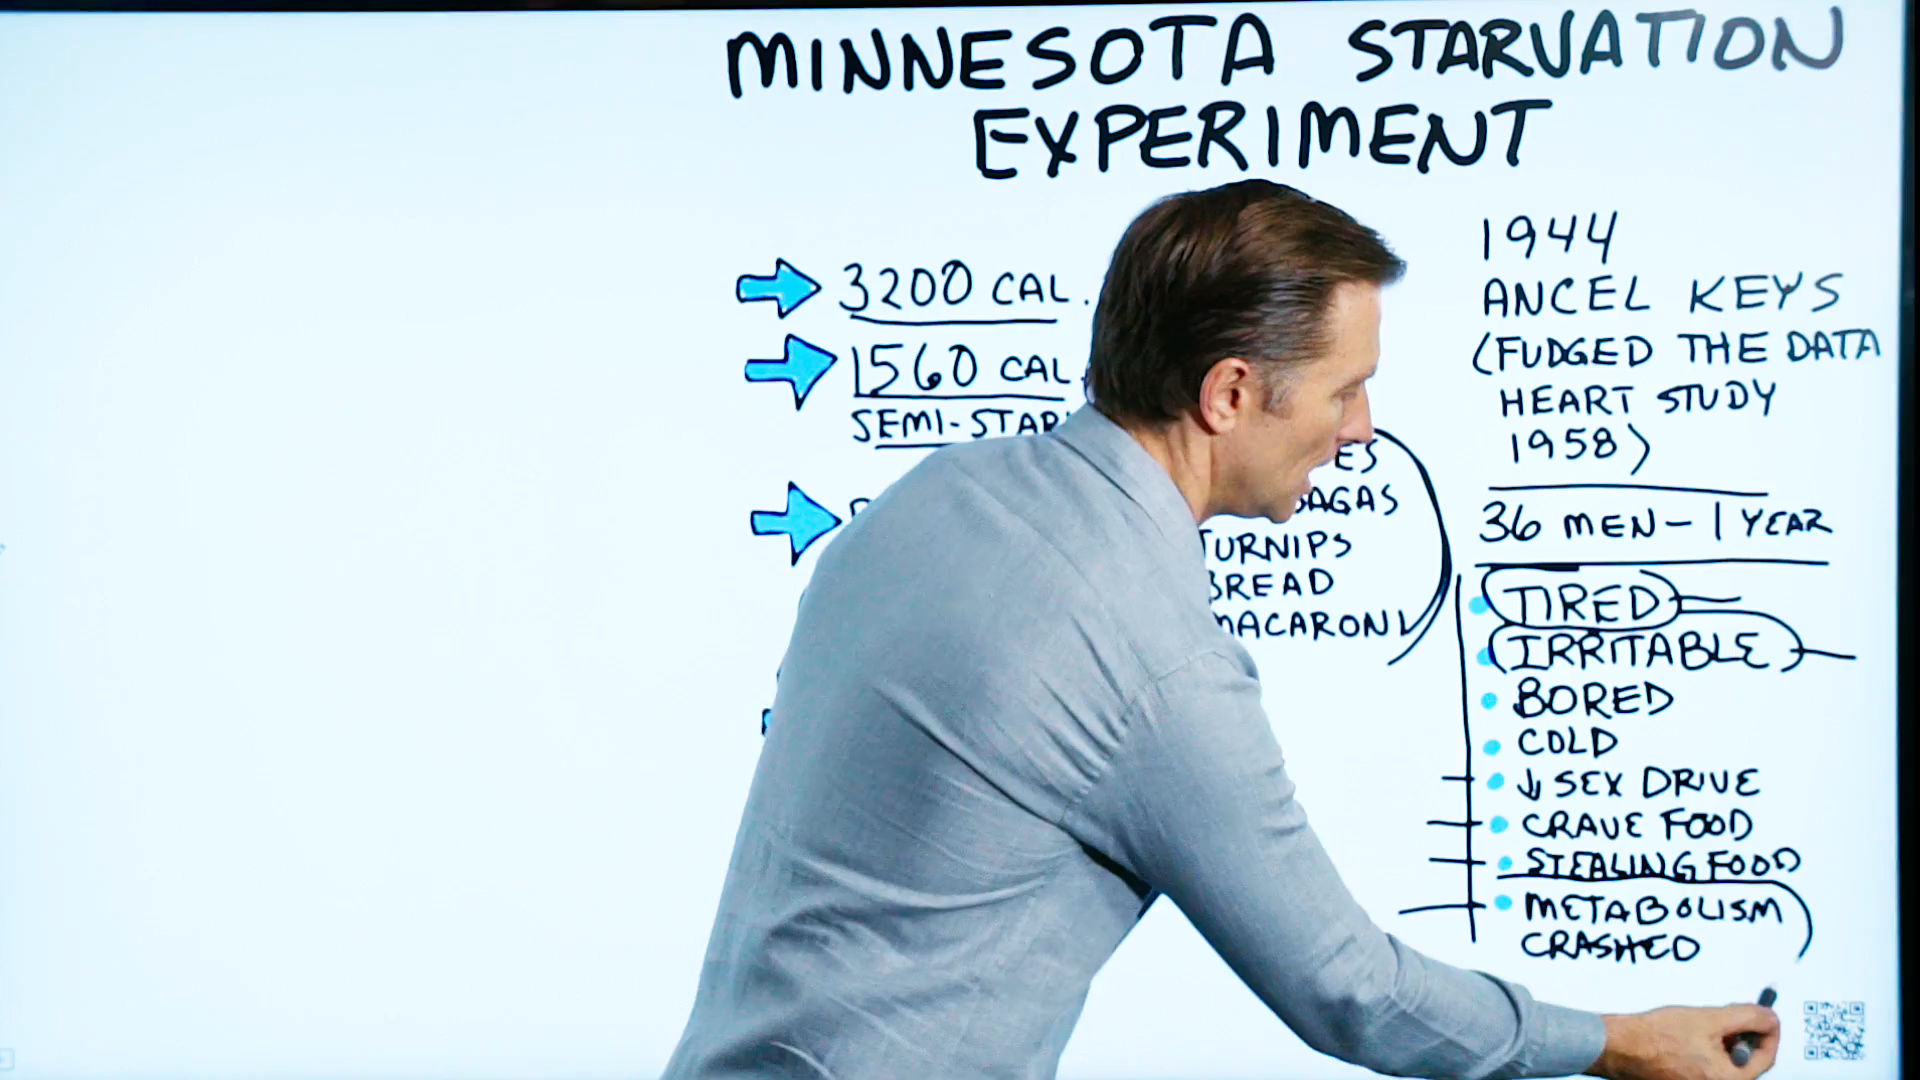 MINNESOTA STARVATION
EXPERIMENT
3200 CAL.
1560 CAL
SEMI-STAR
TURNIPS
BREAD
MACARONI
1944
ANCEL KEYS
(FUDGED THE DATA
HEART STUDY
1958)
36 MEN - 1 YEAR
TIRED
IRRITABLE
BORED
COLD
↓ SEX DRIVE
CRAVE FOOD
STEALING FOOD
METABOLISM
CRASHED